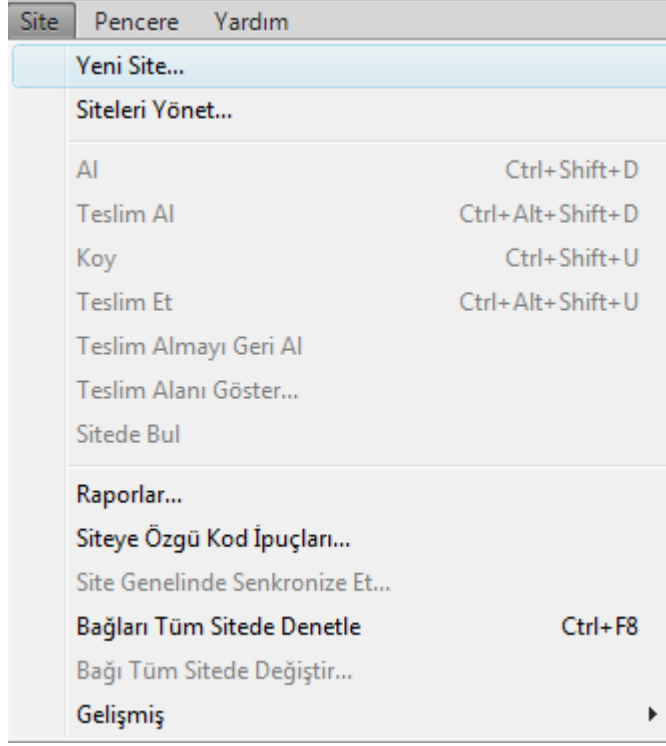 Site Pencere Yardım
Yeni Site...
Siteleri Yönet...
Al Ctrl+Shift+D
Teslim Al Ctrl+Alt+Shift+D
Koy Ctrl+Shift+U
Teslim Et Ctrl+Alt+Shift+U
Teslim Almayı Geri Al
Teslim Alanı Göster...
Sitede Bul
Raporlar...
Siteye Özgü Kod İpuçları...
Site Genelinde Senkronize Et...
Bağları Tüm Sitede Denetle Ctrl+F8
Bağı Tüm Sitede Değiştir...
Gelişmiş